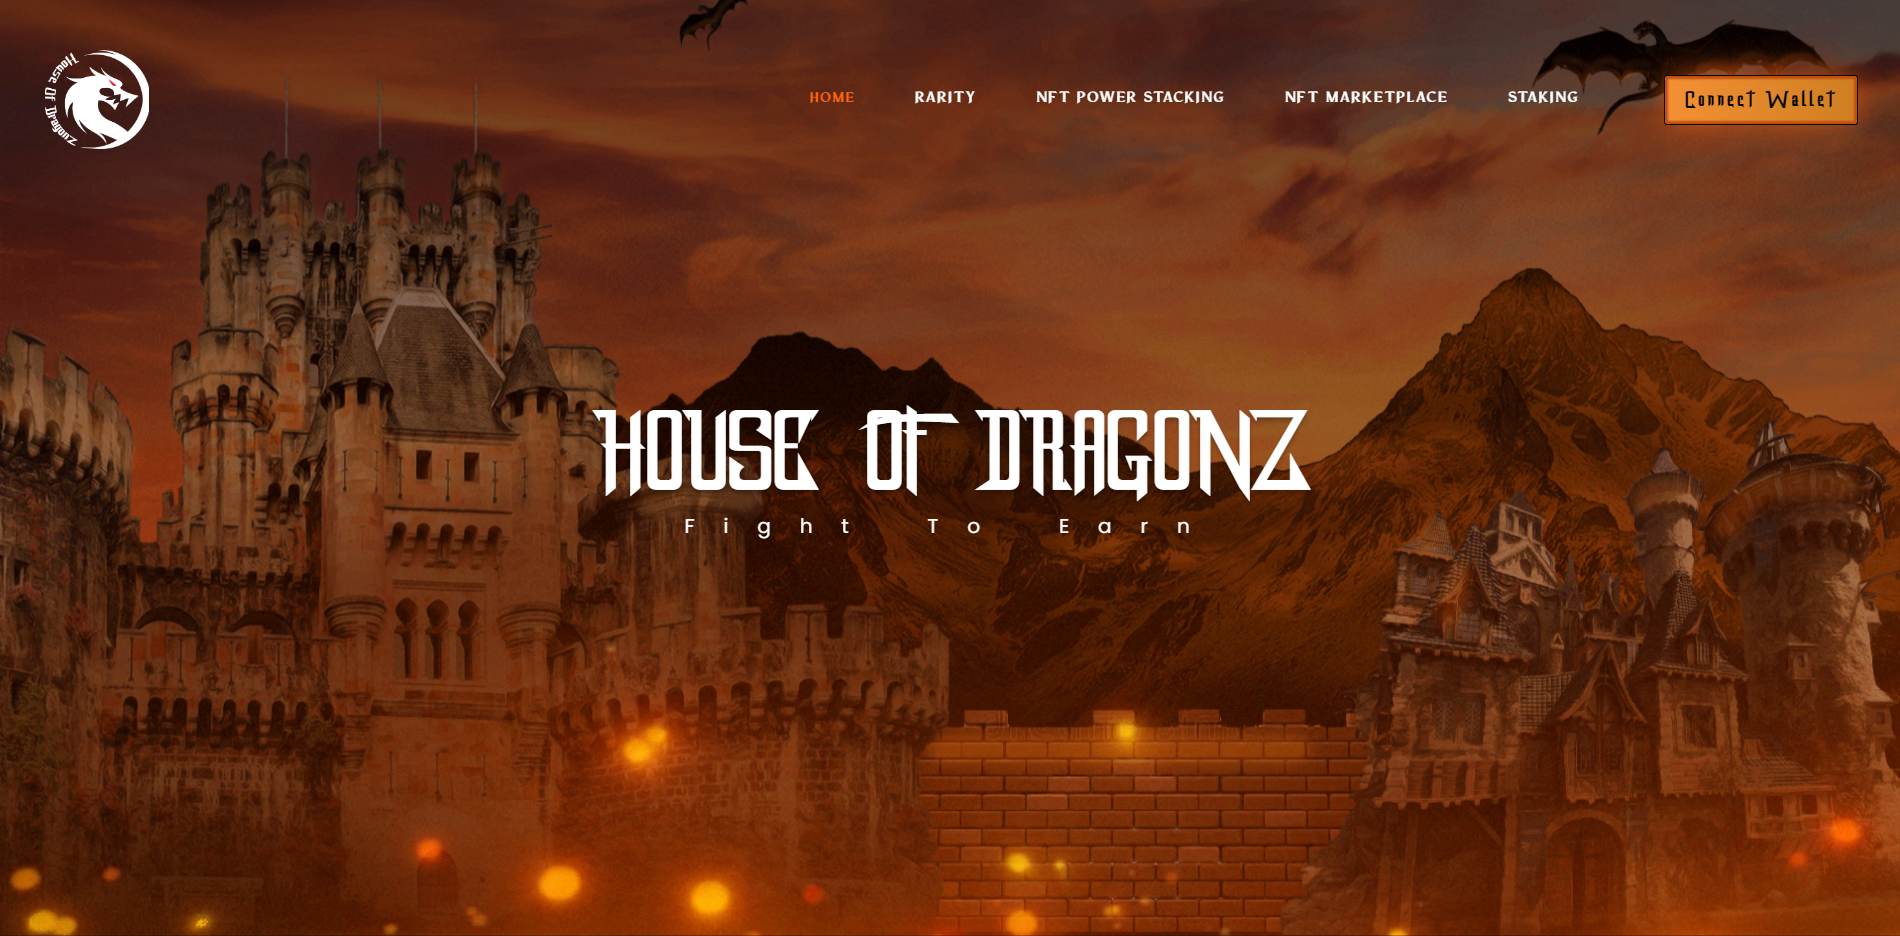 House Of DragonZ
HOME
RARITY
NFT POWER STACKING
NFT MARKETPLACE
STAKING
Connect Wallet
HOUSE OF DRAGONZ
Fight To Earn